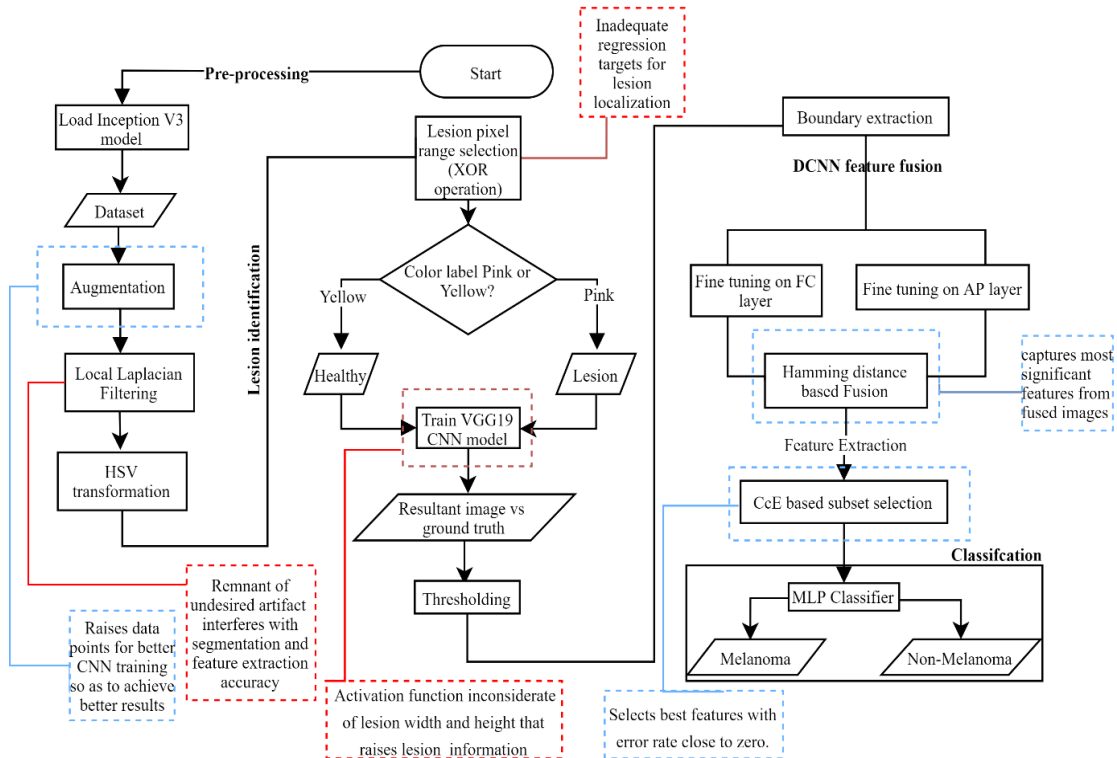 Start
Pre-processing
Load Inception V3
model
Dataset
Augmentation
Local Laplacian
Filtering
HSV
transformation
Raises data
points for better
CNN training
so as to achieve
better results
Remnant of
undesired artifact
interferes with
segmentation and
feature extraction
accuracy
Lesion identification
Lesion pixel
range selection
(XOR
operation)
Inadequate
regression
targets for
lesion
localization
Color label Pink or
Yellow?
Yellow
Pink
Healthy
Lesion
Train VGG19
CNN model
Activation function inconsiderate
of lesion width and height that
raises lesion information
Resultant image vs
ground truth
Thresholding
Boundary extraction
DCNN feature fusion
Fine tuning on FC
layer
Fine tuning on AP layer
Hamming distance
based Fusion
captures most
significant
features from
fused images
Feature Extraction
CcE based subset selection
Selects best features with
error rate close to zero.
Classifcation
MLP Classifier
Melanoma
Non-Melanoma